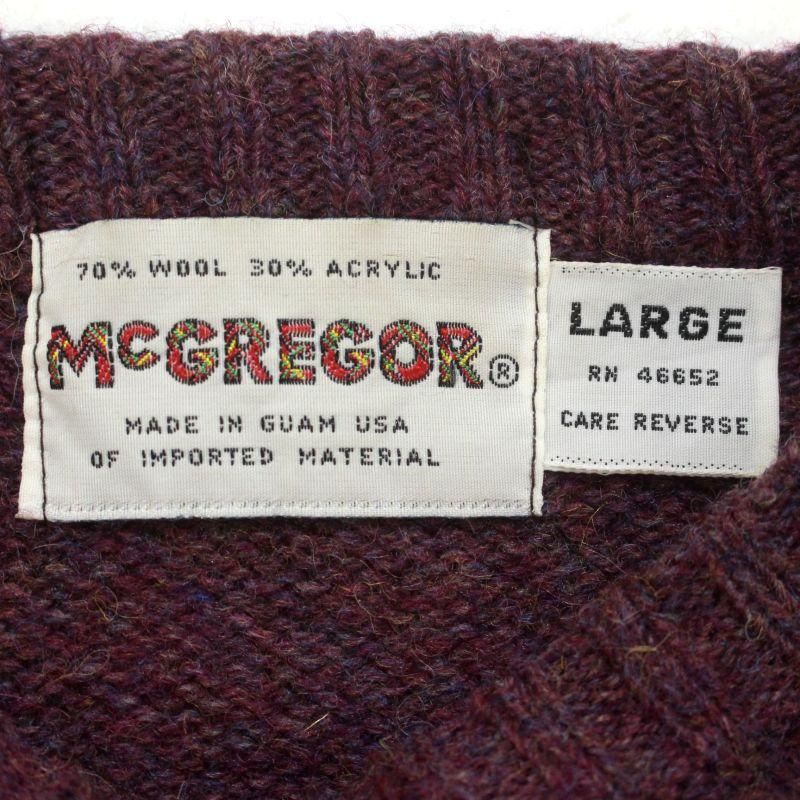 70% WOOL 30% ACRYLIC
McGREGOR®
MADE IN GUAM USA
OF IMPORTED MATERIAL
LARGE
RN 46652
CARE REVERSE